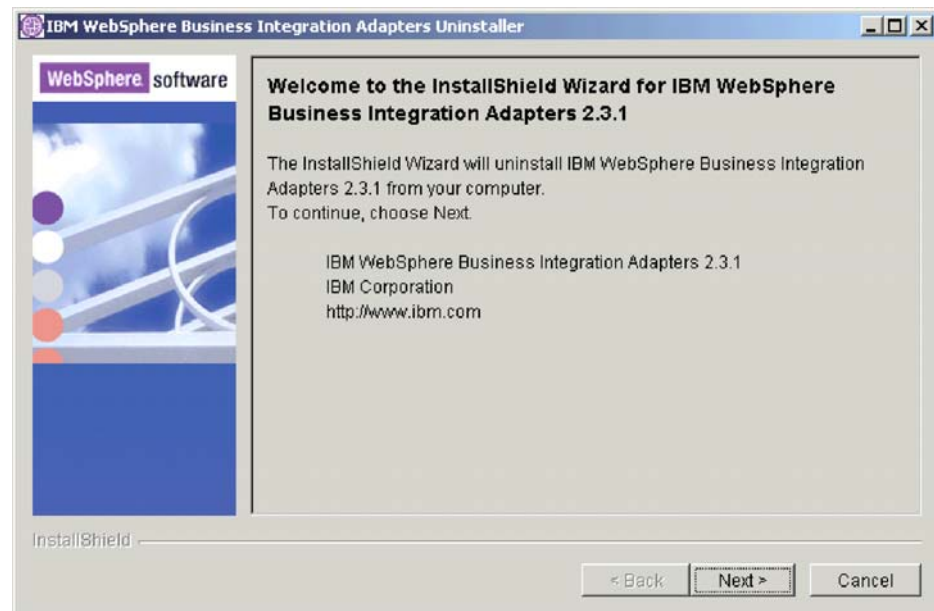 IBM WebSphere Business Integration Adapters Uninstaller
WebSphere software
Welcome to the InstallShield Wizard for IBM WebSphere
Business Integration Adapters 2.3.1
The InstallShield Wizard will uninstall IBM WebSphere Business Integration
Adapters 2.3.1 from your computer.
To continue, choose Next.
IBM WebSphere Business Integration Adapters 2.3.1
IBM Corporation
http://www.ibm.com
InstallShield
< Back Next > Cancel